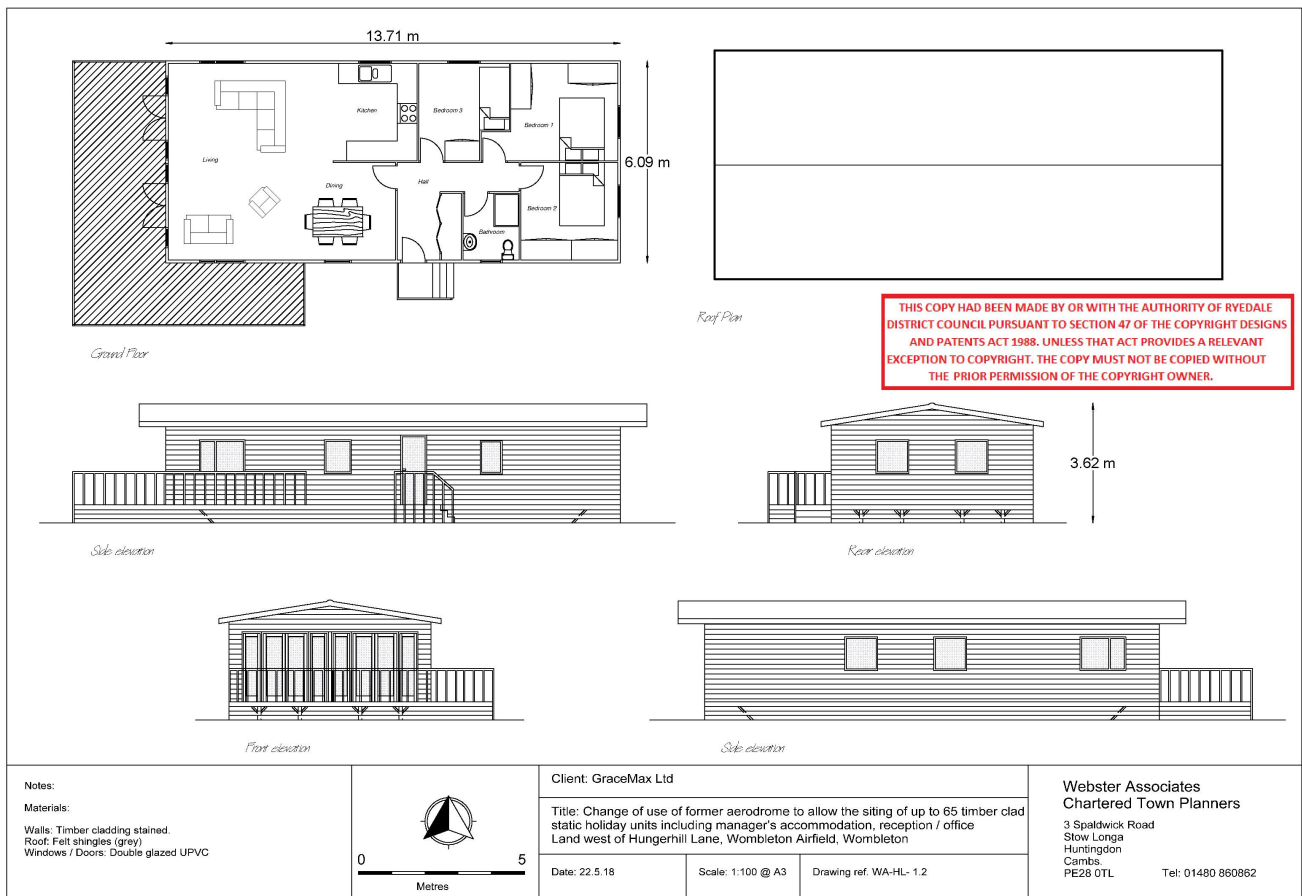 13.71 m
Kitchen
Bedroom 3
Bedroom 1
Living
6.09 m
Hall
Dining
Bedroom 2
Bathroom
Ground Floor
Roof Plan
THIS COPY HAD BEEN MADE BY OR WITH THE AUTHORITY OF RYEDALE
DISTRICT COUNCIL PURSUANT TO SECTION 47 OF THE COPYRIGHT DESIGNS
AND PATENTS ACT 1988. UNLESS THAT ACT PROVIDES A RELEVANT
EXCEPTION TO COPYRIGHT. THE COPY MUST NOT BE COPIED WITHOUT
THE PRIOR PERMISSION OF THE COPYRIGHT OWNER.
3.62 m
Side elevation
Rear elevation
Front elevation
Side elevation
Notes:
Materials:
Walls: Timber cladding stained.
Roof: Felt shingles (grey)
Windows / Doors: Double glazed UPVC
0 5
Metres
Client: GraceMax Ltd
Title: Change of use of former aerodrome to allow the siting of up to 65 timber clad
static holiday units including manager's accommodation, reception / office
Land west of Hungerhill Lane, Wombleton Airfield, Wombleton
Date: 22.5.18
Scale: 1:100 @ A3
Drawing ref. WA-HL- 1.2
Webster Associates
Chartered Town Planners
3 Spaldwick Road
Stow Longa
Huntingdon
Cambs.
PE28 0TL Tel: 01480 860862